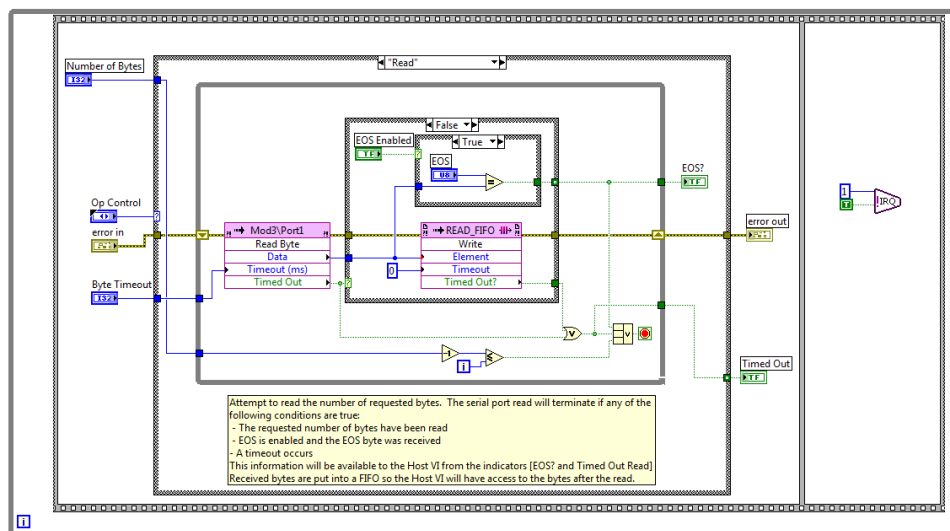 "Read"
Number of Bytes
I32
False
EOS Enabled
TF
True
EOS
U8
=
EOS?
TF
Op Control
error in
Mod3\Port1
Read Byte
Data
Timeout (ms)
Timed Out
READ_FIFO
Write
Element
Timeout
Timed Out?
0
error out
1
T
!IRQ
Byte Timeout
I32
V
V
-1
≤
i
Timed Out
TF
Attempt to read the number of requested bytes. The serial port read will terminate if any of the
following conditions are true:
- The requested number of bytes have been read
- EOS is enabled and the EOS byte was received
- A timeout occurs
This information will be available to the Host VI from the indicators [EOS? and Timed Out Read]
Received bytes are put into a FIFO so the Host VI will have access to the bytes after the read.
i